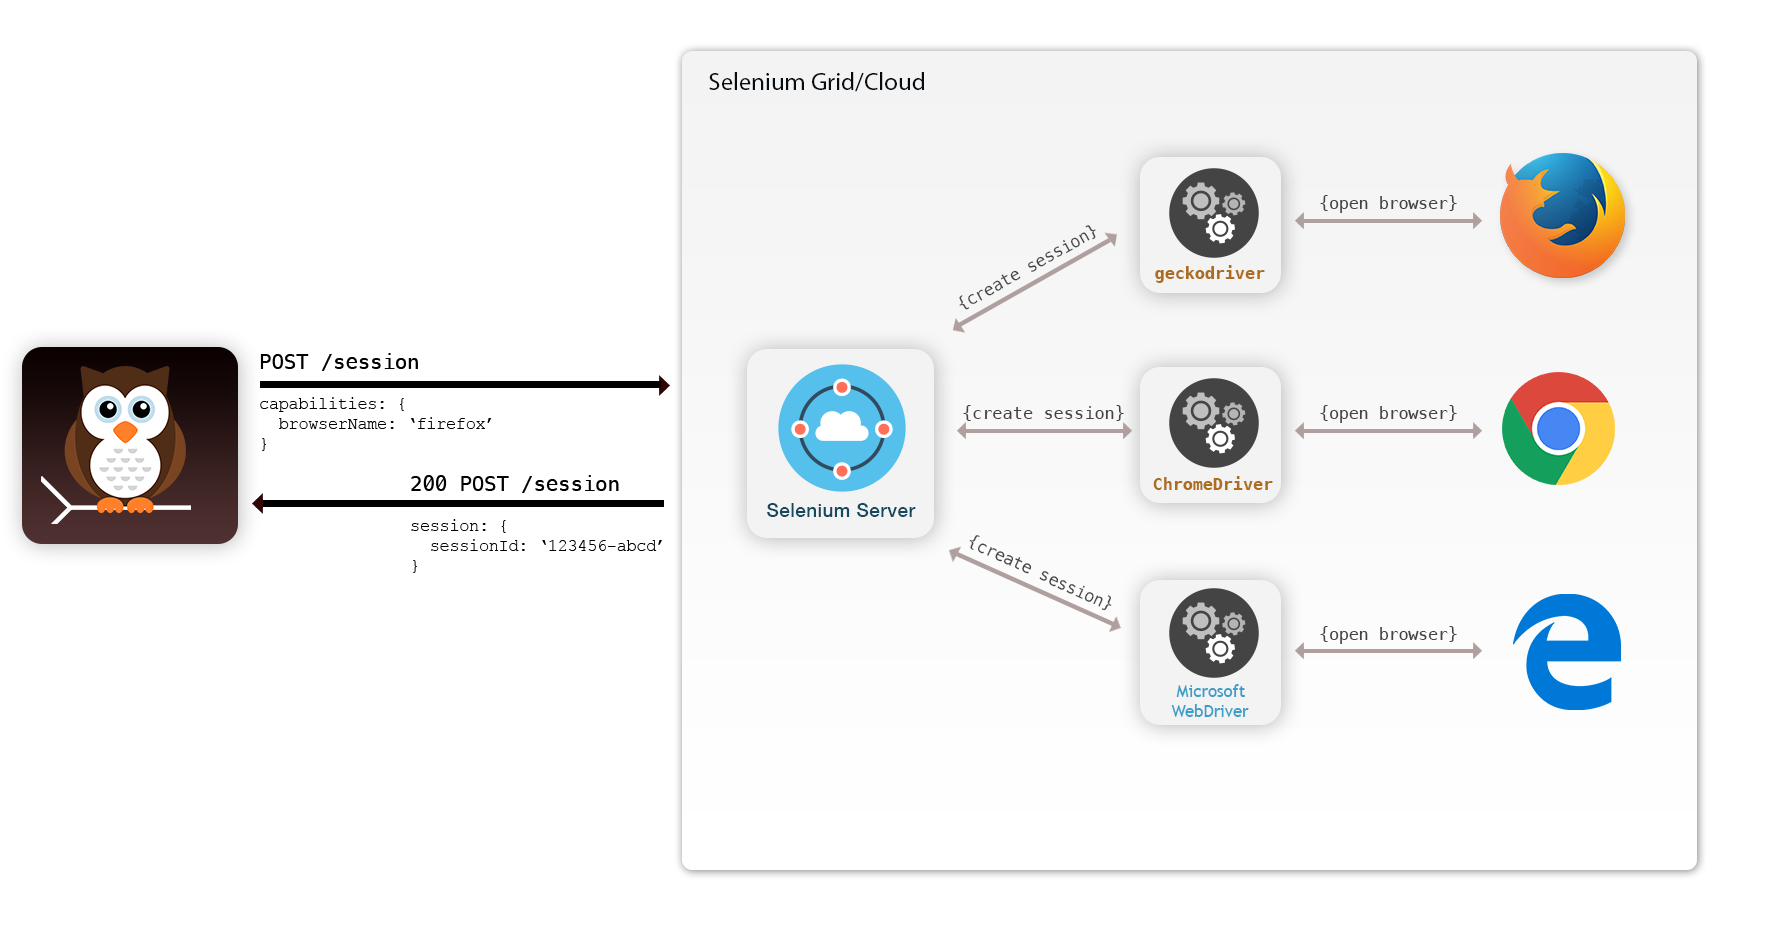 Selenium Grid/Cloud
POST /session
capabilities: {
  browserName: ‘firefox’
}
200 POST /session
session: {
  sessionId: ‘123456-abcd’
}
Selenium Server
{create session}
geckodriver
{open browser}
{create session}
ChromeDriver
{open browser}
{create session}
Microsoft
WebDriver
{open browser}